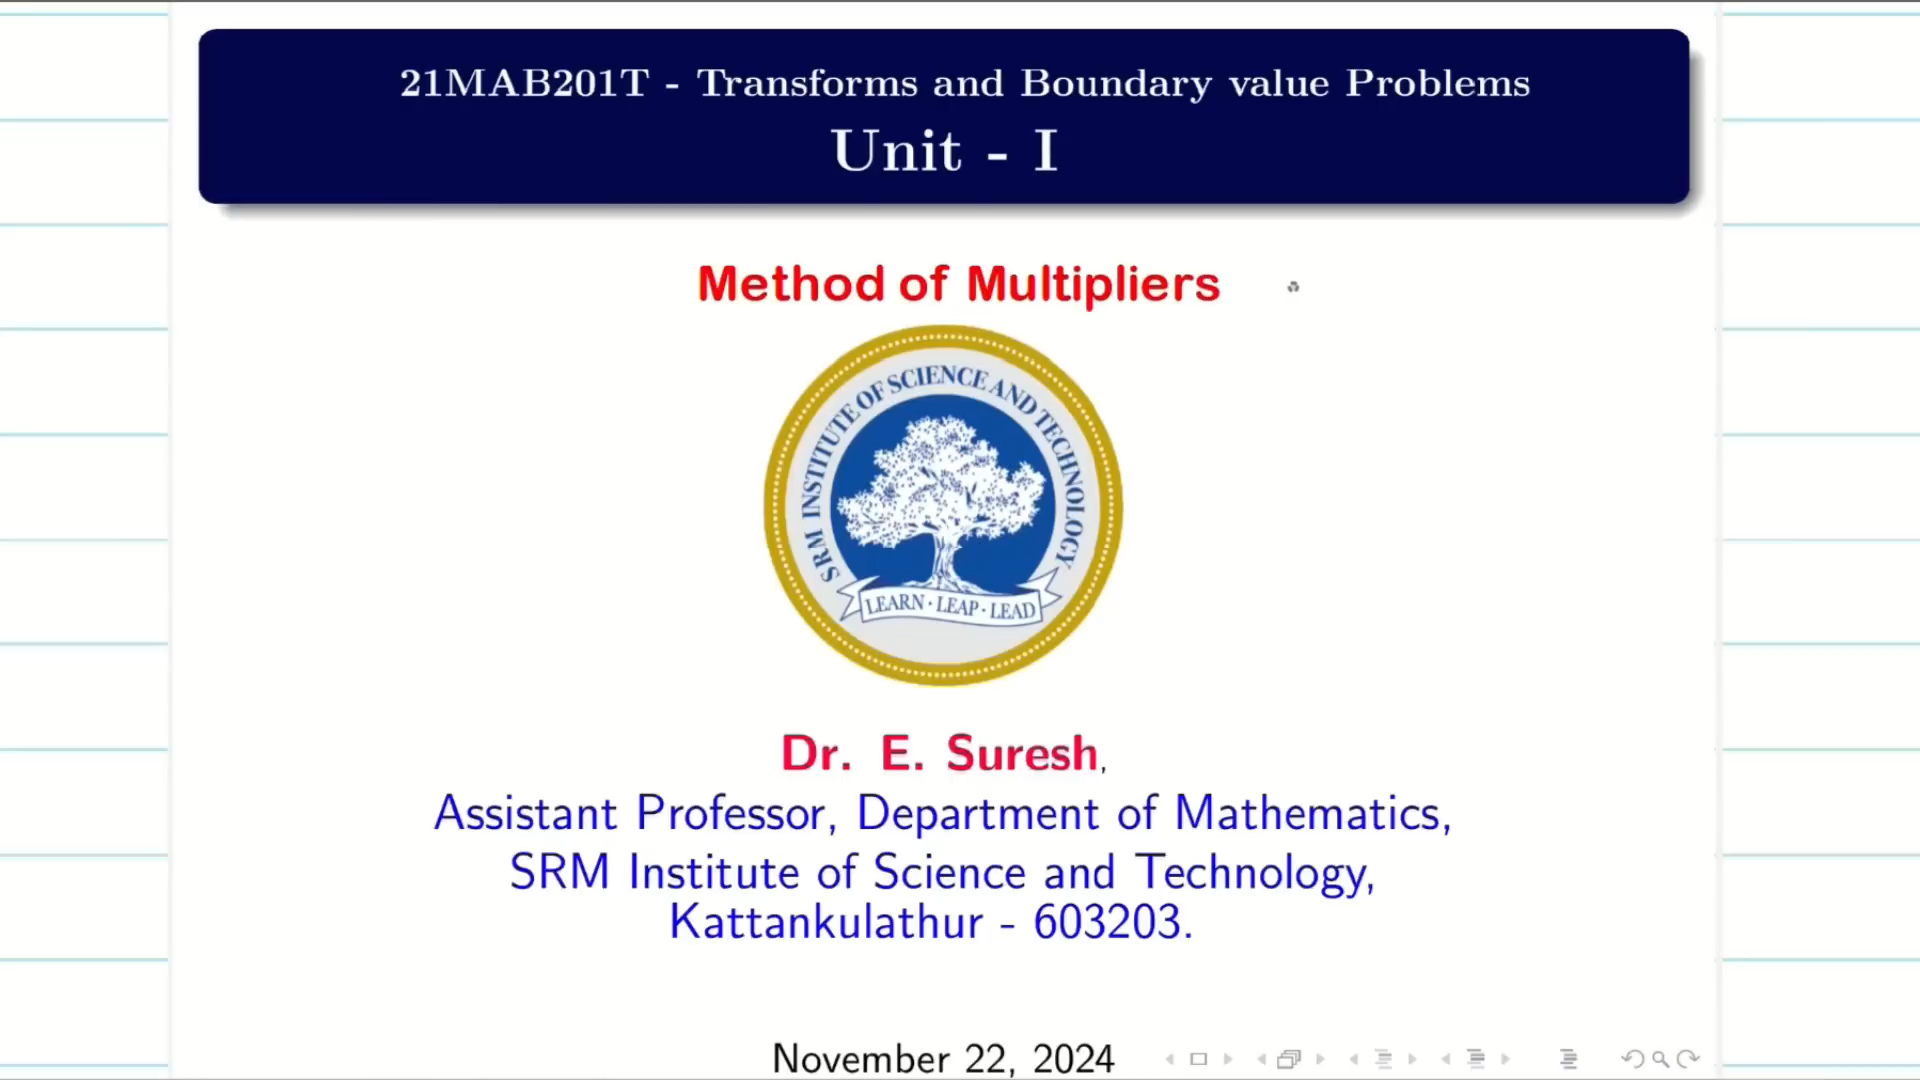 21MAB201T - Transforms and Boundary value Problems
Unit - I
Method of Multipliers
SRM INSTITUTE OF SCIENCE AND TECHNOLOGY
LEARN · LEAP · LEAD
Dr. E. Suresh,
Assistant Professor, Department of Mathematics,
SRM Institute of Science and Technology,
Kattankulathur - 603203.
November 22, 2024